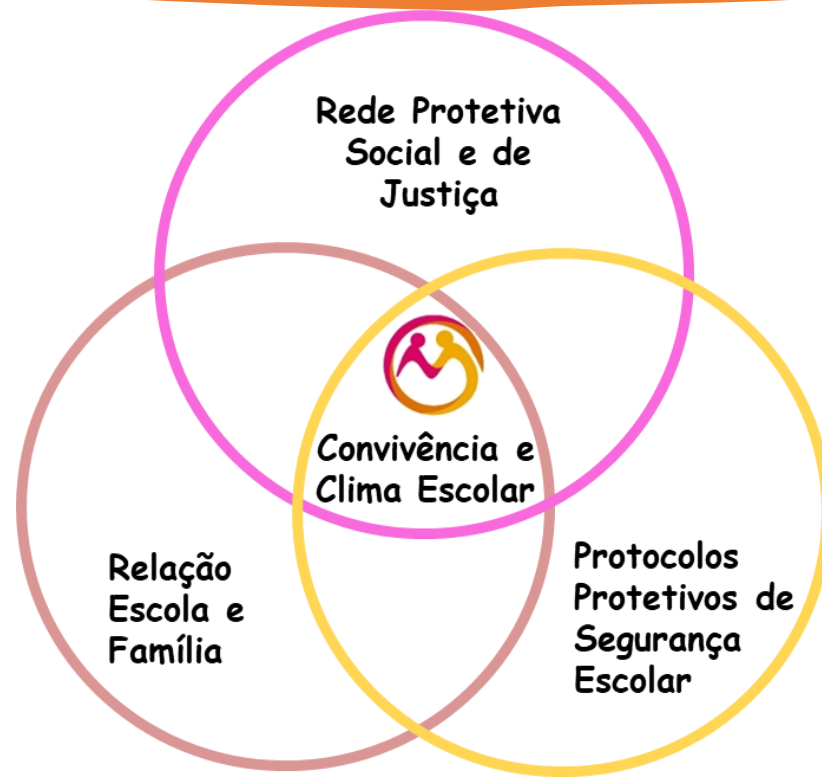 Rede Protetiva
Social e de
Justiça
Convivência e
Clima Escolar
Relação
Escola e
Família
Protocolos
Protetivos de
Segurança
Escolar